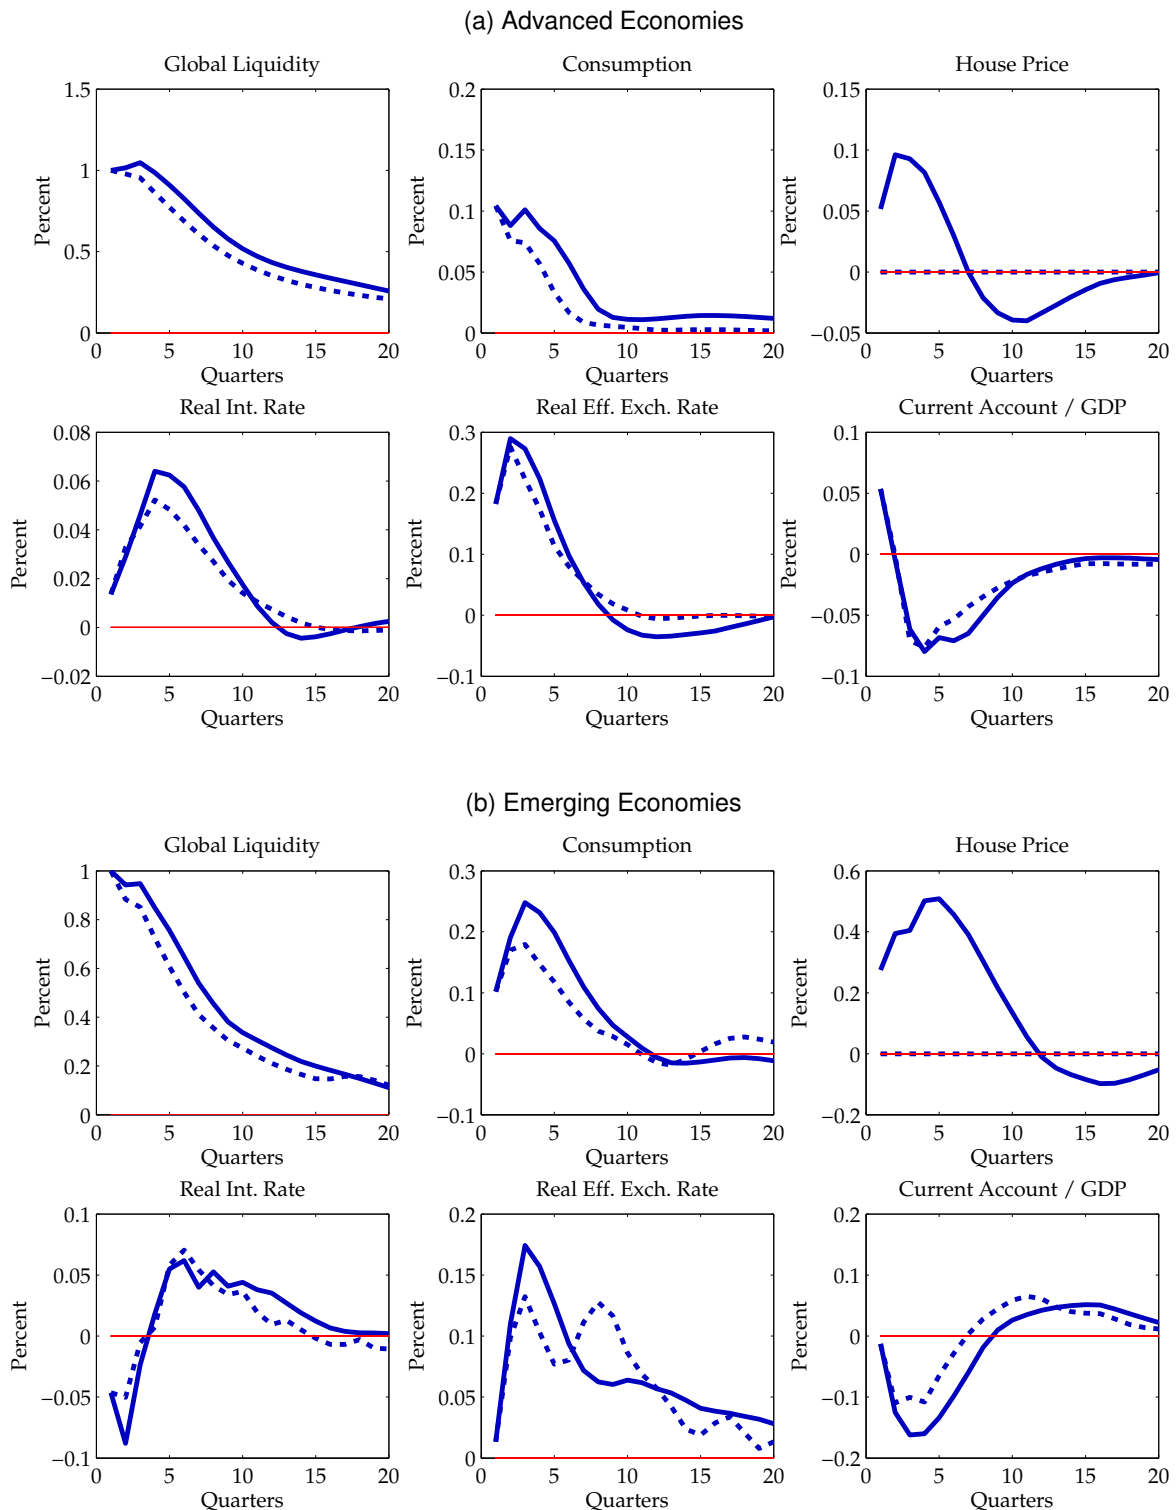 (a) Advanced Economies
Global Liquidity
Consumption
House Price
1.5
1
0.5
0
Percent
0 5 10 15 20
Quarters
0.2
0.15
0.1
0.05
0
Percent
0 5 10 15 20
Quarters
0.15
0.1
0.05
0
−0.05
Percent
0 5 10 15 20
Quarters
Real Int. Rate
Real Eff. Exch. Rate
Current Account / GDP
0.08
0.06
0.04
0.02
0
−0.02
Percent
0 5 10 15 20
Quarters
0.3
0.2
0.1
0
−0.1
Percent
0 5 10 15 20
Quarters
0.1
0.05
0
−0.05
−0.1
Percent
0 5 10 15 20
Quarters
(b) Emerging Economies
Global Liquidity
Consumption
House Price
1
0.8
0.6
0.4
0.2
0
Percent
0 5 10 15 20
Quarters
0.3
0.2
0.1
0
−0.1
Percent
0 5 10 15 20
Quarters
0.6
0.4
0.2
0
−0.2
Percent
0 5 10 15 20
Quarters
Real Int. Rate
Real Eff. Exch. Rate
Current Account / GDP
0.1
0.05
0
−0.05
−0.1
Percent
0 5 10 15 20
Quarters
0.2
0.15
0.1
0.05
0
Percent
0 5 10 15 20
Quarters
0.2
0.1
0
−0.1
−0.2
Percent
0 5 10 15 20
Quarters